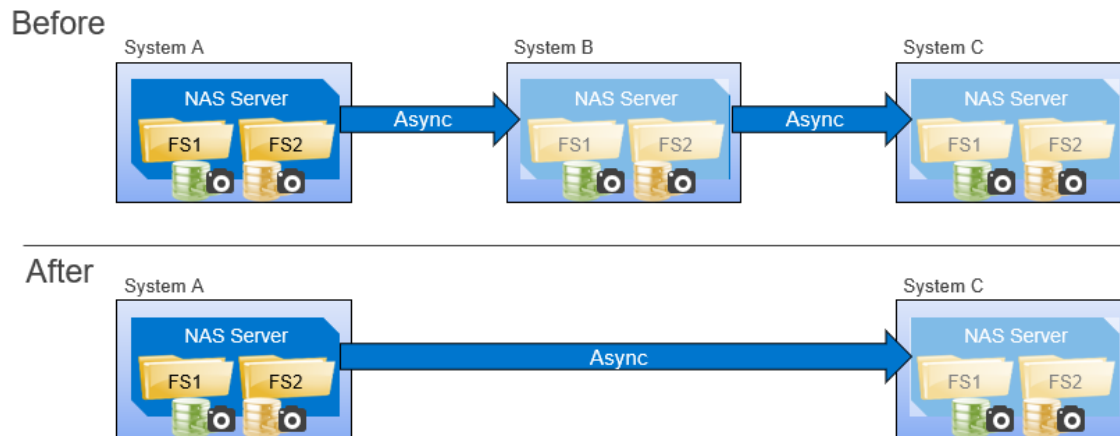 Before
System A
System B
System C
NAS Server
NAS Server
NAS Server
Async
Async
FS1
FS2
FS1
FS2
FS1
FS2
After
System A
System C
NAS Server
NAS Server
Async
FS1
FS2
FS1
FS2